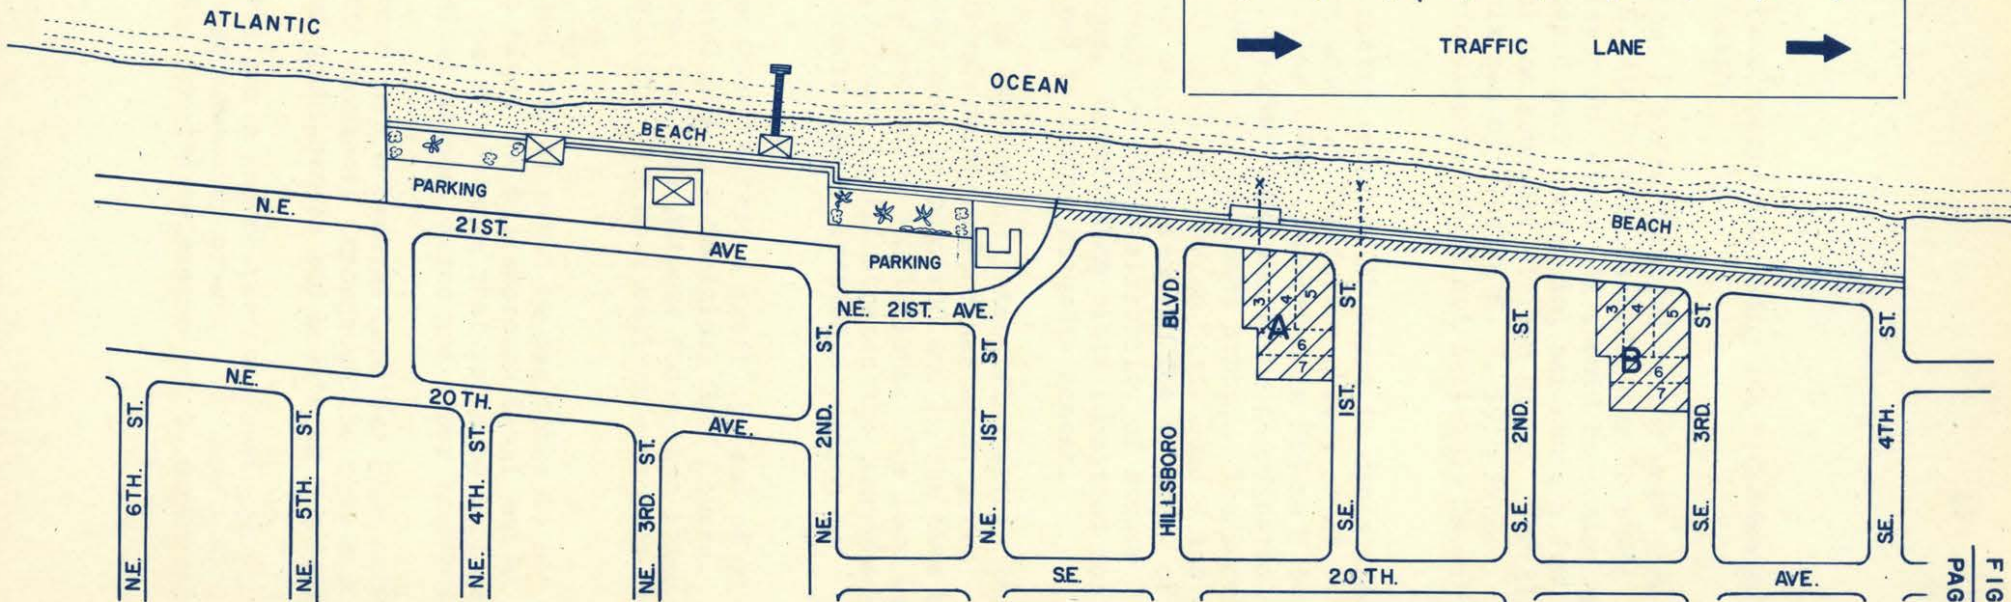 ATLANTIC
OCEAN
TRAFFIC LANE
BEACH
PARKING
N.E. 21ST. AVE
X
Y
BEACH
PARKING
N.E. 21ST. AVE.
3
4
5
A
6
7
3
4
5
B
6
7
N.E. 20TH. AVE.
N.E. 6TH. ST.
N.E. 5TH. ST.
N.E. 4TH. ST.
N.E. 3RD. ST.
NE. 2ND. ST.
N.E. 1ST ST
HILLSBORO BLVD.
S.E. 1ST. ST.
S.E. 2ND. ST.
S.E. 3RD. ST.
S.E. 4TH. ST.
S.E. 20TH. AVE.
FIG
PAG